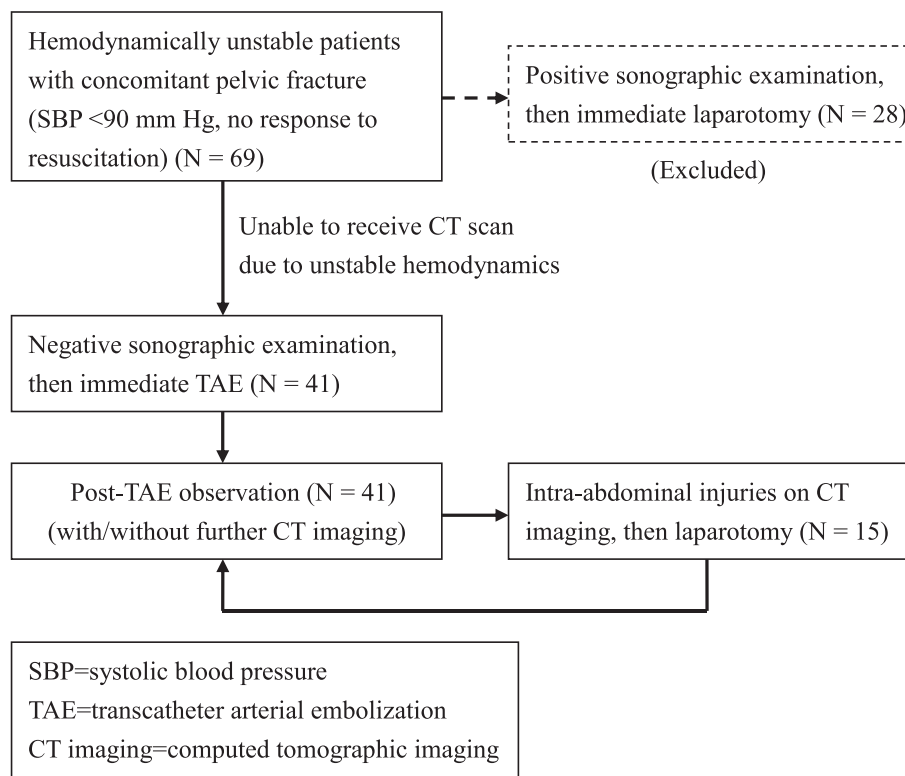 Hemodynamically unstable patients
with concomitant pelvic fracture
(SBP <90 mm Hg, no response to
resuscitation) (N = 69)
Positive sonographic examination,
then immediate laparotomy (N = 28)
(Excluded)
Unable to receive CT scan
due to unstable hemodynamics
Negative sonographic examination,
then immediate TAE (N = 41)
Post-TAE observation (N = 41)
(with/without further CT imaging)
Intra-abdominal injuries on CT
imaging, then laparotomy (N = 15)
SBP=systolic blood pressure
TAE=transcatheter arterial embolization
CT imaging=computed tomographic imaging